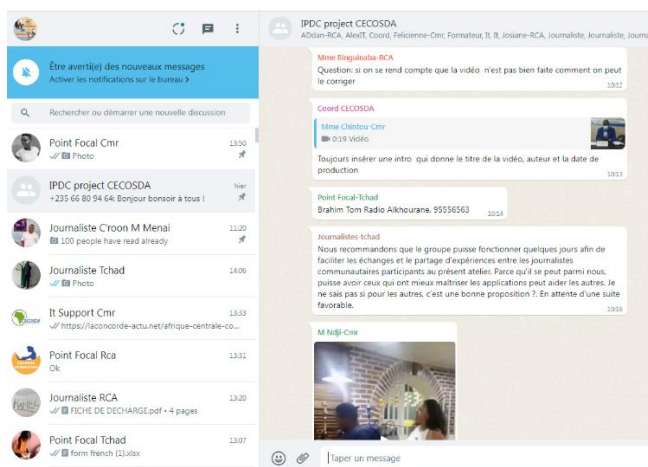 Être averti(e) des nouveaux messages
Activer les notifications sur le bureau >
Rechercher ou démarrer une nouvelle discussion
Point Focal Cmr
13:50
Photo
IPDC project CECOSDA
hier
+235 66 80 94 64: Bonjour bonsoir à tous !
Journaliste C'roon M Menai
11:20
100 people have read already
Journaliste Tchad
14:06
Photo
It Support Cmr
13:33
https://laconcorde-actu.net/afrique-centrale-co...
Point Focal Rca
13:31
Ok
Journaliste RCA
13:20
FICHE DE DECHARGE.pdf • 4 pages
Point Focal Tchad
13:07
form french (1).xlsx
IPDC project CECOSDA
ADdan-RCA, AlexIT, Coord, Felicienne-Cmr, Formateur, It, It, Josiane-RCA, Journaliste, Journaliste, Journa
Mme Binguinaba-RCA
Question: si on se rend compte que la vidéo n'est pas bien faite comment on peut
le corriger
10:12
Coord CECOSDA
Mme Chintou-Cmr
0:19 Vidéo
Toujours insérer une intro qui donne le titre de la vidéo, auteur et la date de
production
10:13
Point Focal-Tchad
Brahim Tom Radio Alkhourane, 95556563
10:14
Journalistes-tchad
Nous recommandons que le groupe puisse fonctionner quelques jours afin de
faciliter les échanges et le partage d'expériences entre les journalistes
communautaires participants au présent atelier. Parce qu'il se peut parmi nous,
puisse avoir ceux qui ont mieux maîtriser les applications peut aider les autres. Je
ne sais pas si pour les autres, c'est une bonne proposition ?. En attente d'une suite
favorable.
10:16
M Ndji-Cmr
Taper un message